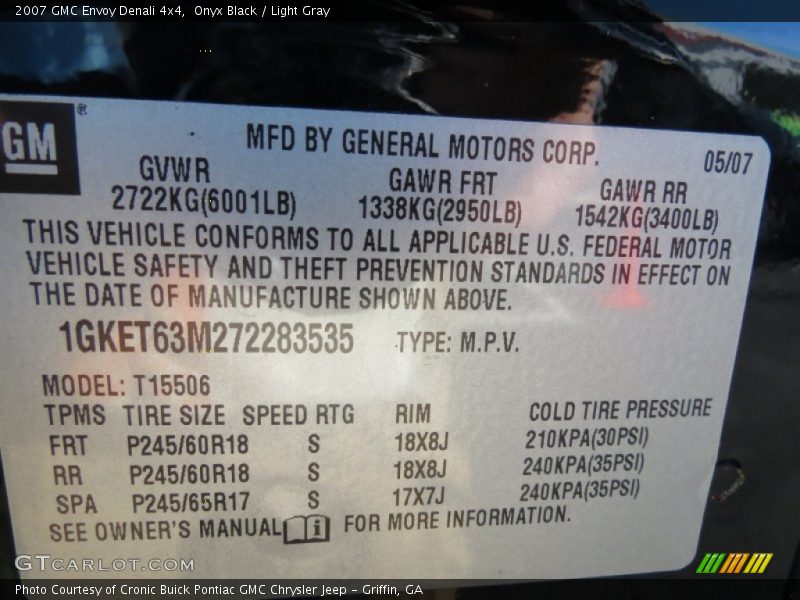 2007 GMC Envoy Denali 4x4, Onyx Black / Light Gray
GM®
MFD BY GENERAL MOTORS CORP.
05/07
GVWR GAWR FRT GAWR RR
2722KG(6001LB) 1338KG(2950LB) 1542KG(3400LB)
THIS VEHICLE CONFORMS TO ALL APPLICABLE U.S. FEDERAL MOTOR
VEHICLE SAFETY AND THEFT PREVENTION STANDARDS IN EFFECT ON
THE DATE OF MANUFACTURE SHOWN ABOVE.
1GKET63M272283535 TYPE: M.P.V.
MODEL: T15506
TPMS TIRE SIZE SPEED RTG RIM COLD TIRE PRESSURE
FRT P245/60R18 S 18X8J 210KPA(30PSI)
RR P245/60R18 S 18X8J 240KPA(35PSI)
SPA P245/65R17 S 17X7J 240KPA(35PSI)
SEE OWNER'S MANUAL i FOR MORE INFORMATION.
GTCARLOT.COM
Photo Courtesy of Cronic Buick Pontiac GMC Chrysler Jeep – Griffin, GA